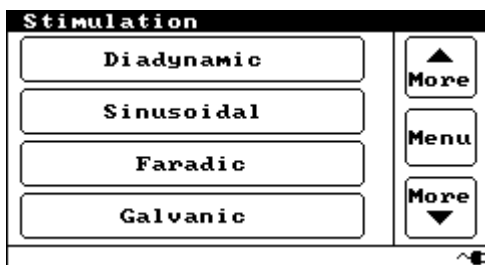 Stimulation
Diadynamic
More
Sinusoidal
Menu
Faradic
More
Galvanic